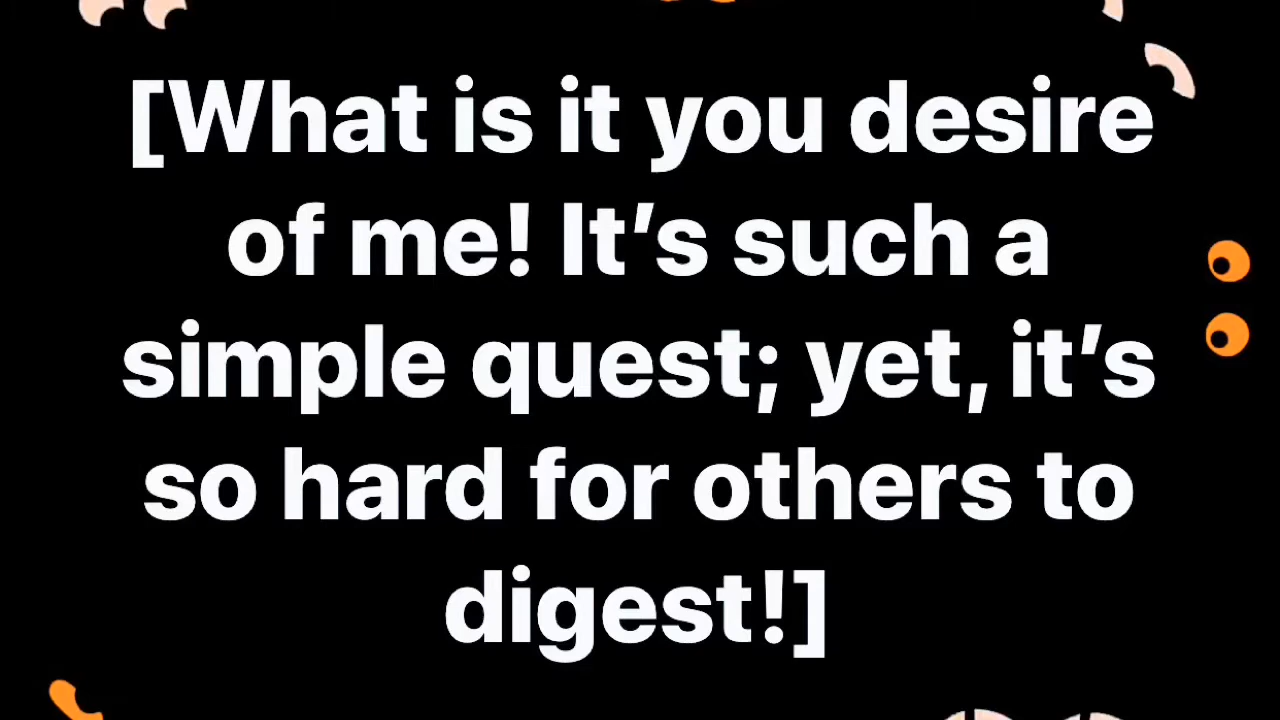 [What is it you desire
of me! It’s such a
simple quest; yet, it’s
so hard for others to
digest!]